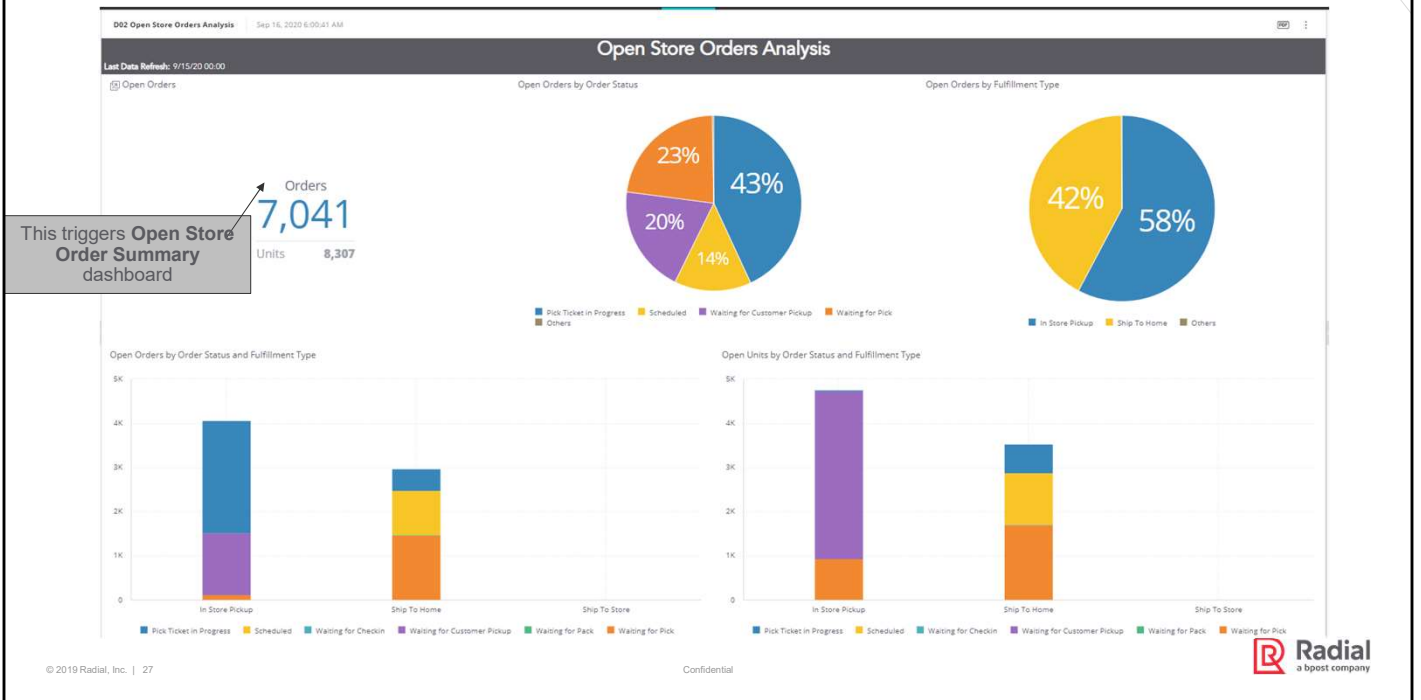 D02 Open Store Orders Analysis
Sep 16, 2020 6:00:41 AM
PDF
Open Store Orders Analysis
Last Data Refresh: 9/15/20 00:00
Open Orders
Orders
7,041
Units 8,307
This triggers Open Store
Order Summary
dashboard
Open Orders by Order Status
23%
43%
20%
14%
Pick Ticket in Progress Scheduled Waiting for Customer Pickup Waiting for Pick
Others
Open Orders by Fulfillment Type
42%
58%
In Store Pickup Ship To Home Others
Open Orders by Order Status and Fulfillment Type
5K
4K
3K
2K
1K
0
In Store Pickup Ship To Home Ship To Store
Pick Ticket in Progress Scheduled Waiting for Checkin Waiting for Customer Pickup Waiting for Pack Waiting for Pick
Open Units by Order Status and Fulfillment Type
5K
4K
3K
2K
1K
0
In Store Pickup Ship To Home Ship To Store
Pick Ticket in Progress Scheduled Waiting for Checkin Waiting for Customer Pickup Waiting for Pack Waiting for Pick
© 2019 Radial, Inc. | 27
Confidential
Radial
a bpost company